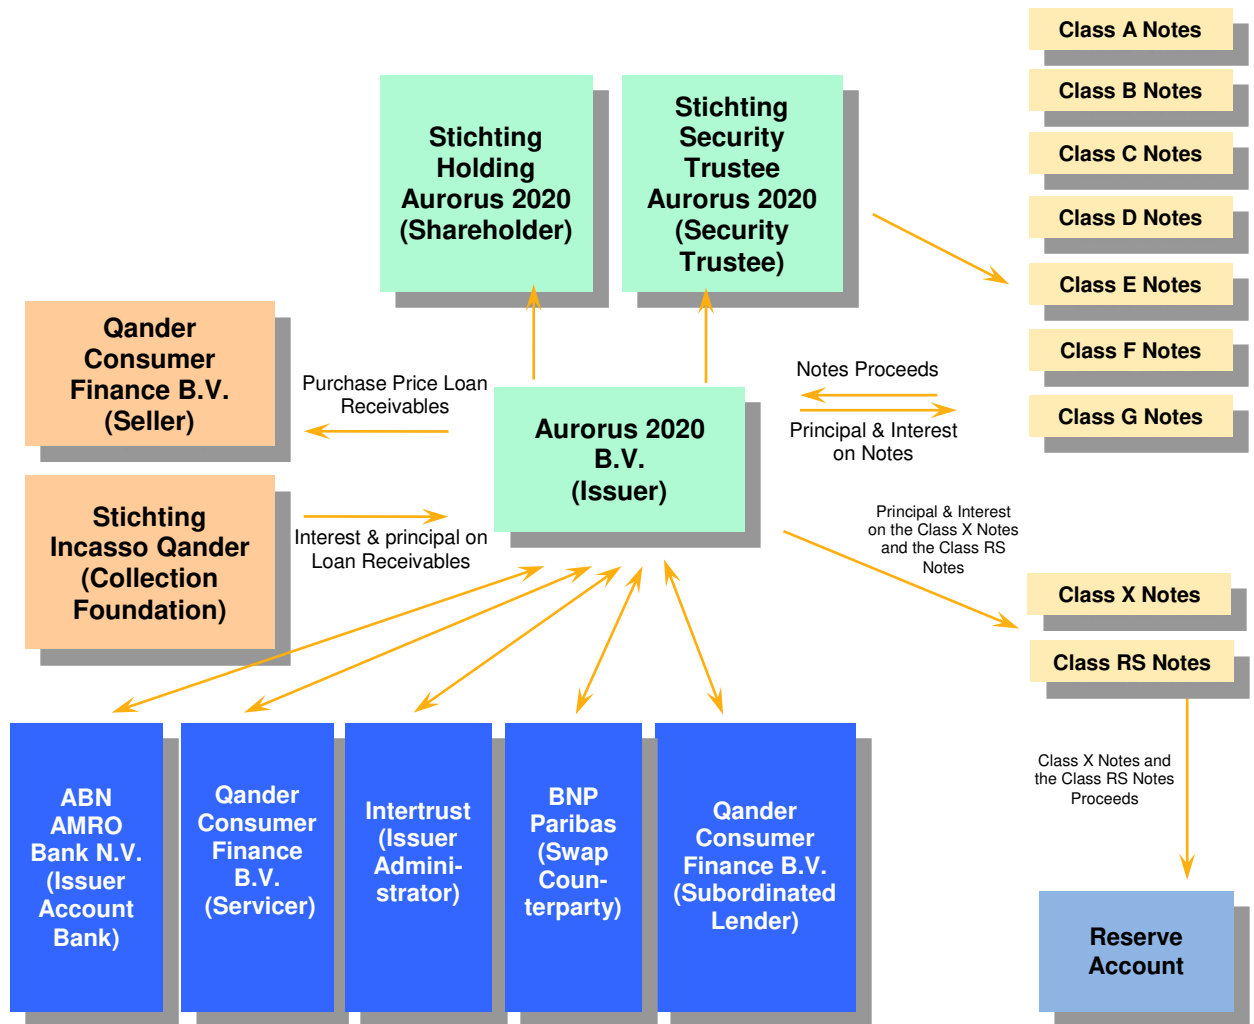 Class A Notes
Class B Notes
Class C Notes
Class D Notes
Class E Notes
Class F Notes
Class G Notes
Stichting
Holding
Aurorus 2020
(Shareholder)
Stichting
Security
Trustee
Aurorus 2020
(Security
Trustee)
Qander
Consumer
Finance B.V.
(Seller)
Purchase Price Loan
Receivables
Aurorus 2020
B.V.
(Issuer)
Notes Proceeds
Principal & Interest
on Notes
Stichting
Incasso Qander
(Collection
Foundation)
Interest & principal on
Loan Receivables
Principal & Interest
on the Class X Notes
and the Class RS
Notes
Class X Notes
Class RS Notes
Class X Notes and
the Class RS Notes
Proceeds
ABN
AMRO
Bank N.V.
(Issuer
Account
Bank)
Qander
Consumer
Finance
B.V.
(Servicer)
Intertrust
(Issuer
Admini-
strator)
BNP
Paribas
(Swap
Coun-
terparty)
Qander
Consumer
Finance B.V.
(Subordinated
Lender)
Reserve
Account